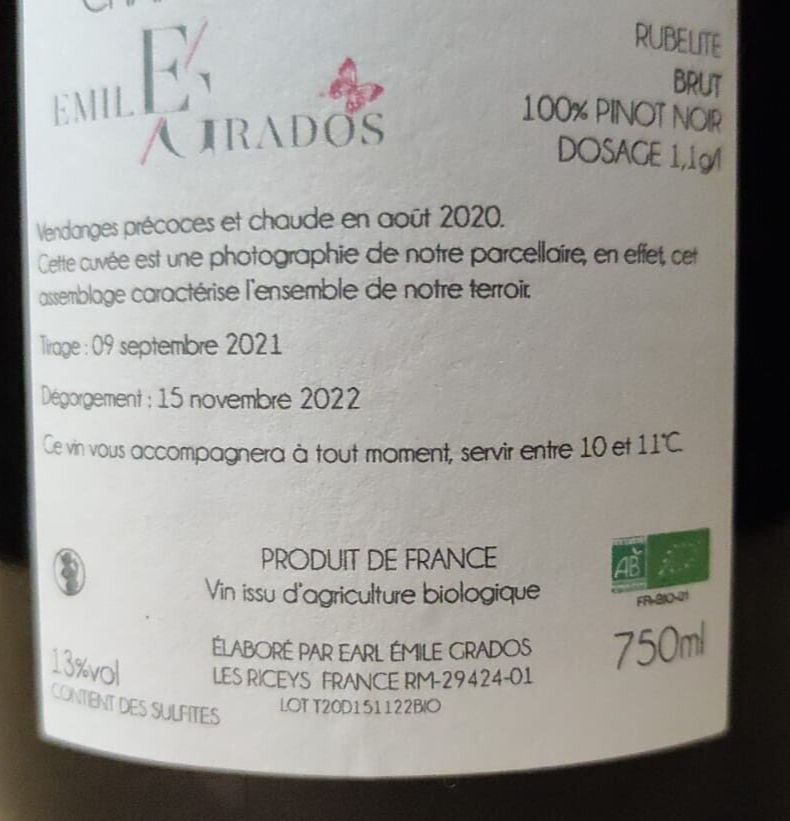 EMILE
GRADOS
RUBELITE
BRUT
100% PINOT NOIR
DOSAGE 1,1g/l
Vendanges précoces et chaude en août 2020.
Cette cuvée est une photographie de notre parcellaire, en effet, cet
assemblage caractérise l'ensemble de notre terroir.
Tirage : 09 septembre 2021
Dégorgement : 15 novembre 2022
Ce vin vous accompagnera à tout moment, servir entre 10 et 11°C
PRODUIT DE FRANCE
Vin issu d'agriculture biologique
AB
FR-BIO-01
ÉLABORÉ PAR EARL ÉMILE GRADOS
LES RICEYS FRANCE RM-29424-01
LOT T20D151122BIO
750ml
13%vol
CONTIENT DES SULFITES